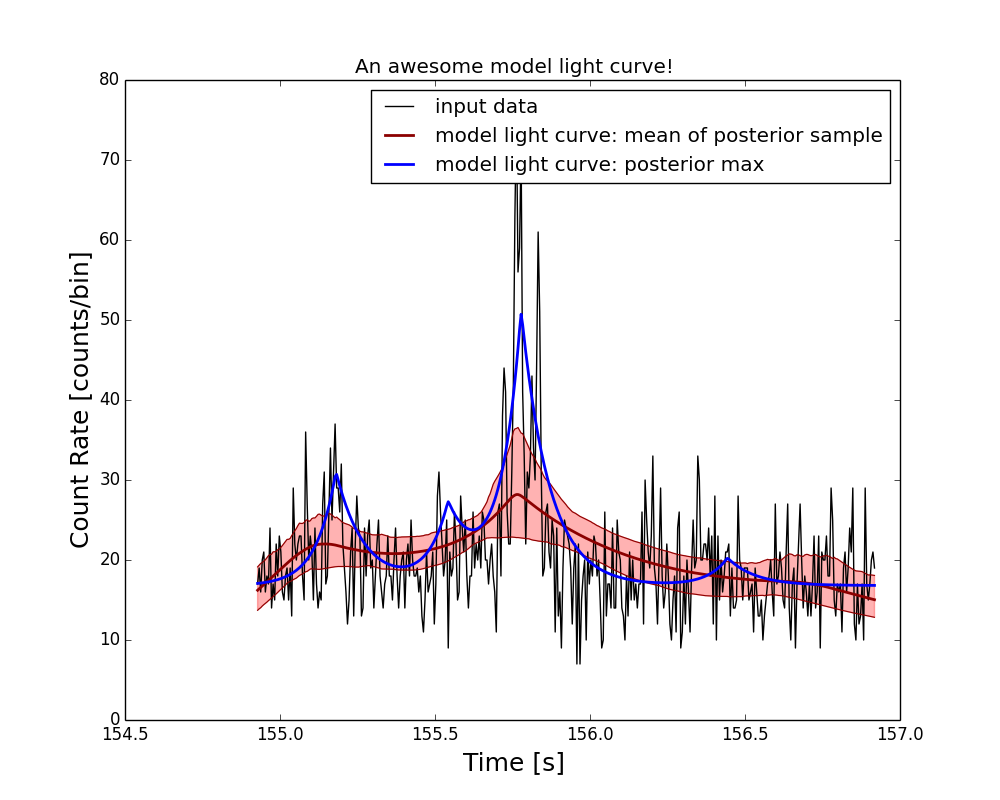 An awesome model light curve!
80
input data
model light curve: mean of posterior sample
model light curve: posterior max
70
60
50
40
30
20
10
0
Count Rate [counts/bin]
154.5 155.0 155.5 156.0 156.5 157.0
Time [s]